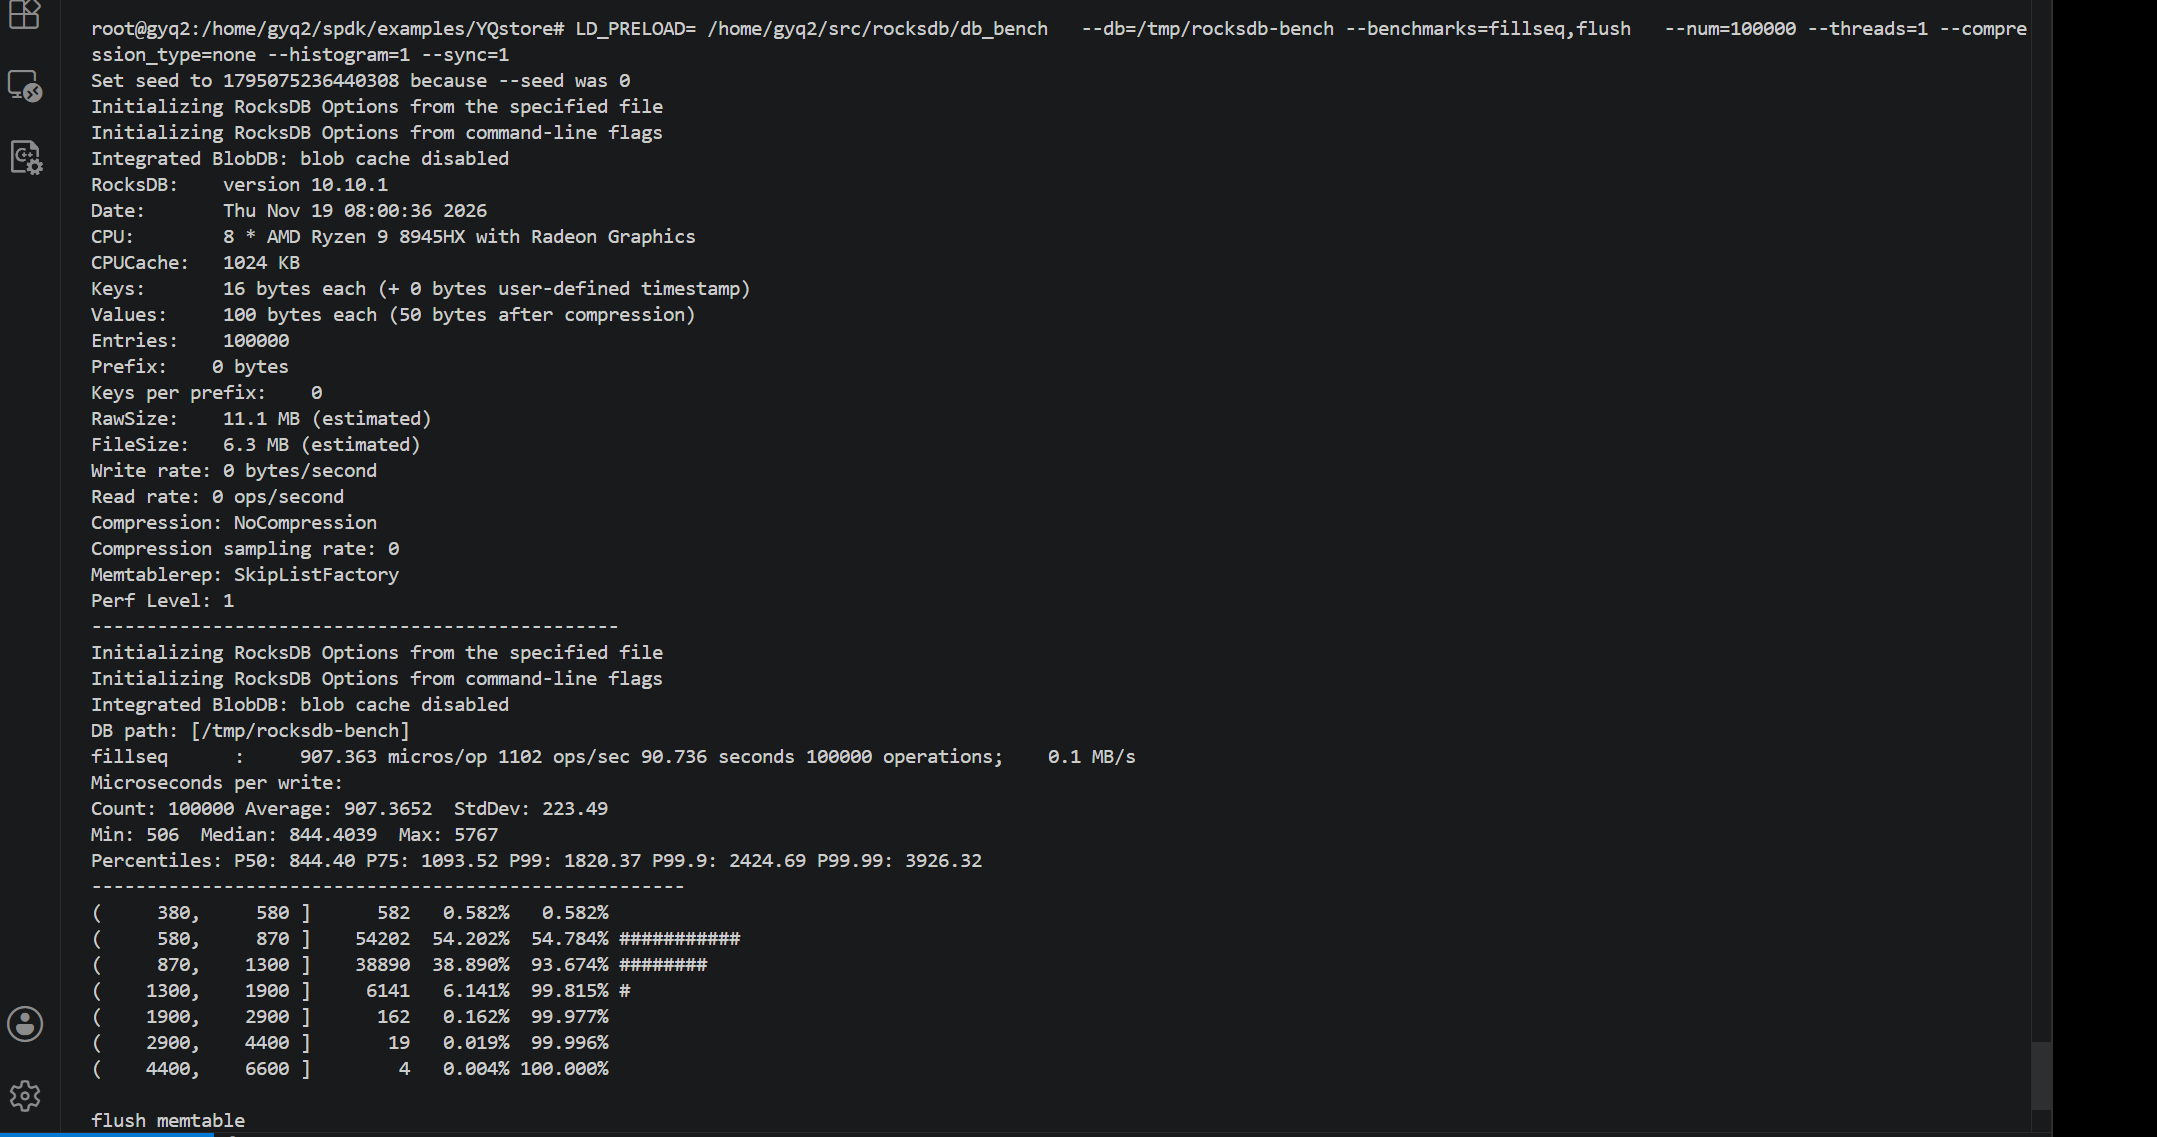 root@gyq2:/home/gyq2/spdk/examples/YQstore# LD_PRELOAD= /home/gyq2/src/rocksdb/db_bench   --db=/tmp/rocksdb-bench --benchmarks=fillseq,flush   --num=100000 --threads=1 --compre
ssion_type=none --histogram=1 --sync=1
Set seed to 1795075236440308 because --seed was 0
Initializing RocksDB Options from the specified file
Initializing RocksDB Options from command-line flags
Integrated BlobDB: blob cache disabled
RocksDB:    version 10.10.1
Date:       Thu Nov 19 08:00:36 2026
CPU:        8 * AMD Ryzen 9 8945HX with Radeon Graphics
CPUCache:   1024 KB
Keys:       16 bytes each (+ 0 bytes user-defined timestamp)
Values:     100 bytes each (50 bytes after compression)
Entries:    100000
Prefix:    0 bytes
Keys per prefix:    0
RawSize:    11.1 MB (estimated)
FileSize:   6.3 MB (estimated)
Write rate: 0 bytes/second
Read rate: 0 ops/second
Compression: NoCompression
Compression sampling rate: 0
Memtablerep: SkipListFactory
Perf Level: 1
------------------------------------------------
Initializing RocksDB Options from the specified file
Initializing RocksDB Options from command-line flags
Integrated BlobDB: blob cache disabled
DB path: [/tmp/rocksdb-bench]
fillseq      :     907.363 micros/op 1102 ops/sec 90.736 seconds 100000 operations;    0.1 MB/s
Microseconds per write:
Count: 100000 Average: 907.3652  StdDev: 223.49
Min: 506  Median: 844.4039  Max: 5767
Percentiles: P50: 844.40 P75: 1093.52 P99: 1820.37 P99.9: 2424.69 P99.99: 3926.32
------------------------------------------------------
(     380,     580 ]      582   0.582%   0.582%
(     580,     870 ]    54202  54.202%  54.784% ###########
(     870,    1300 ]    38890  38.890%  93.674% ########
(    1300,    1900 ]     6141   6.141%  99.815% #
(    1900,    2900 ]      162   0.162%  99.977%
(    2900,    4400 ]       19   0.019%  99.996%
(    4400,    6600 ]        4   0.004% 100.000%
flush memtable